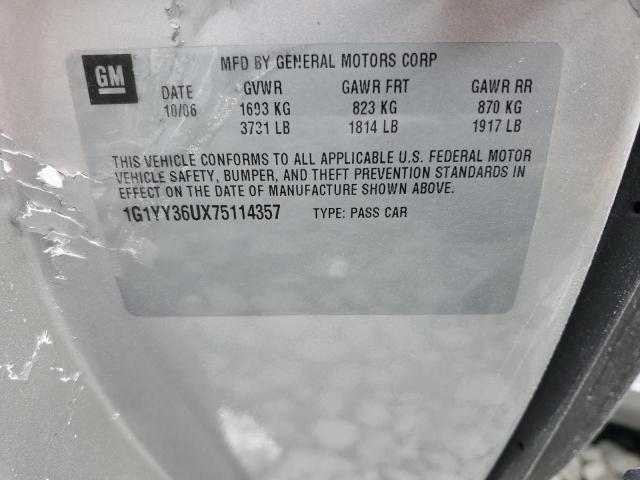 GM
MFD BY GENERAL MOTORS CORP
DATE GVWR GAWR FRT GAWR RR
10/06 1693 KG 823 KG 870 KG
3731 LB 1814 LB 1917 LB
THIS VEHICLE CONFORMS TO ALL APPLICABLE U.S. FEDERAL MOTOR
VEHICLE SAFETY, BUMPER, AND THEFT PREVENTION STANDARDS IN
EFFECT ON THE DATE OF MANUFACTURE SHOWN ABOVE.
1G1YY36UX75114357 TYPE: PASS CAR